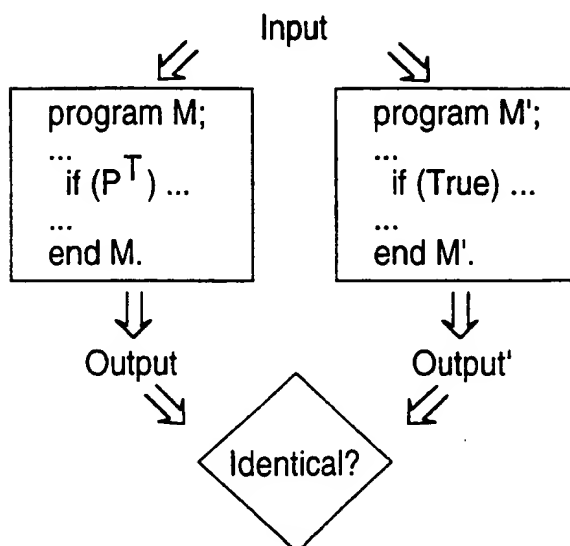 Input
program M;
...
if (P^T) ...
...
end M.
program M';
...
if (True) ...
...
end M'.
Output
Output'
Identical?